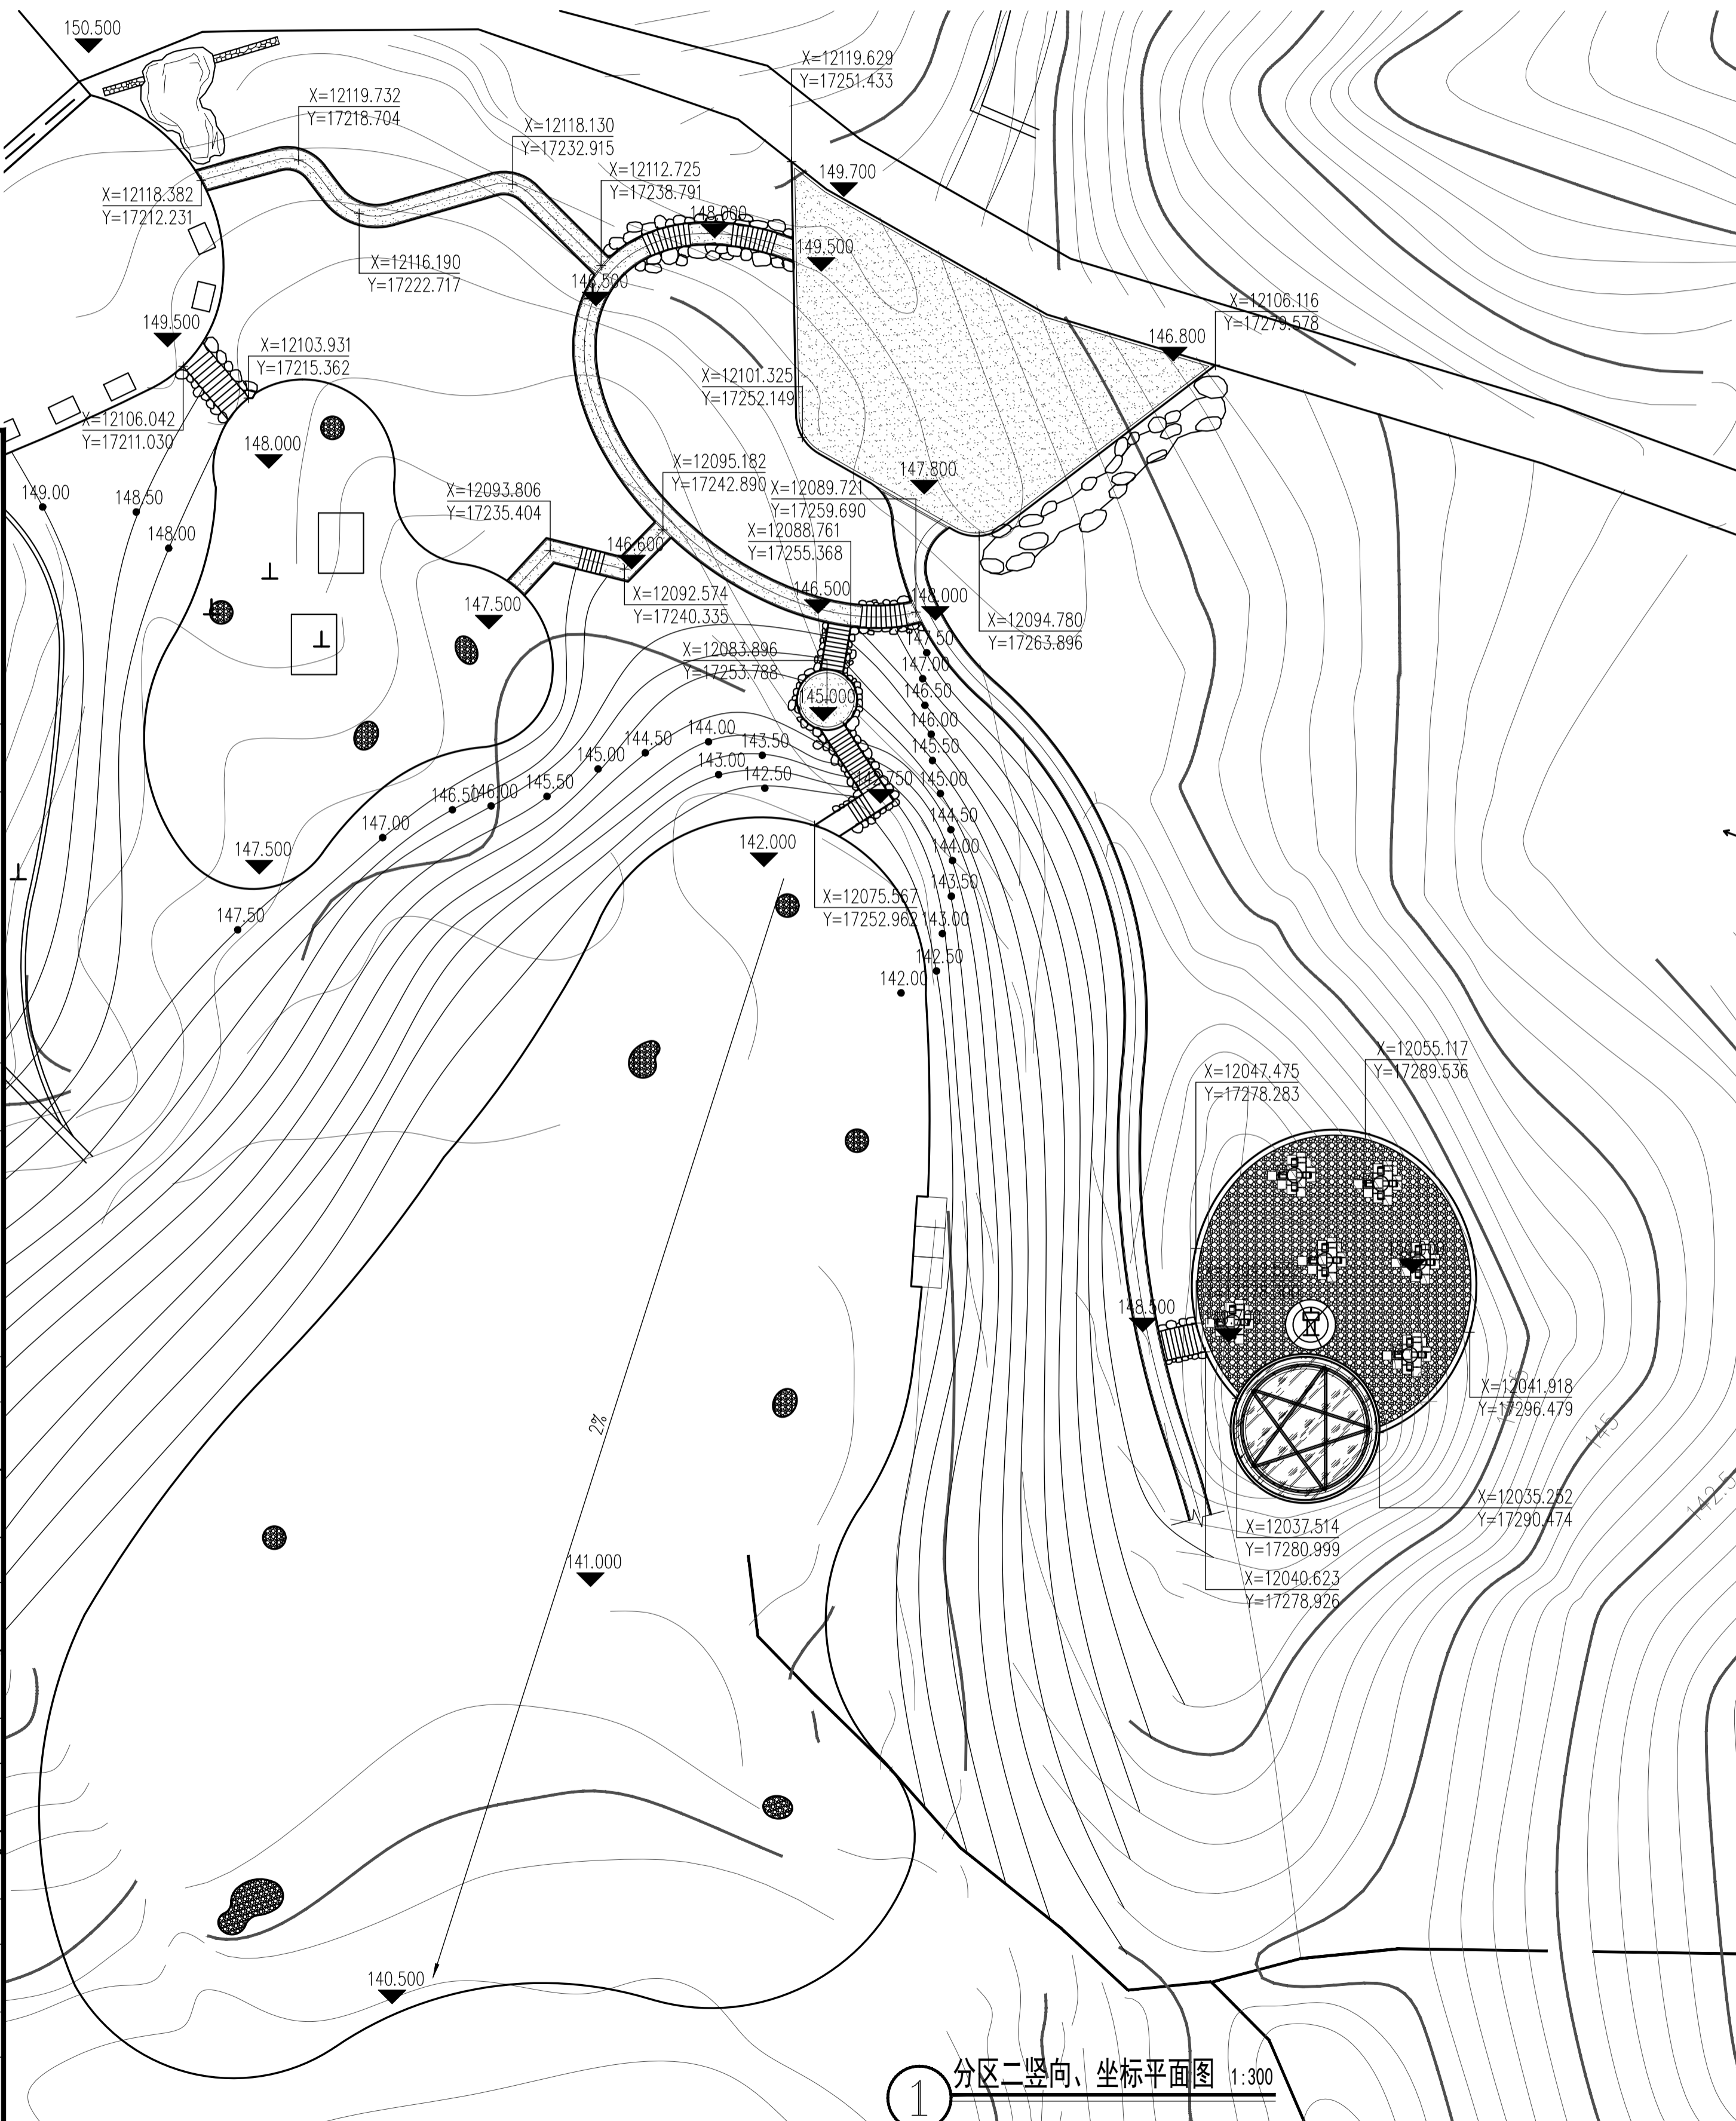 150.500
X=12119.629
Y=17251.433
X=12119.732
Y=17218.704
X=12118.130
Y=17232.915
X=12112.725
Y=17238.791
149.700
X=12118.382
Y=17212.231
148.000
149.500
X=12116.190
Y=17222.717
X=12106.116
Y=17279.578
149.500
146.800
X=12103.931
Y=17215.362
X=12101.325
Y=17252.149
X=12106.042
Y=17211.030
148.000
X=12095.182
Y=17242.890
147.800
149.00
148.50
148.00
X=12093.806
Y=17235.404
X=12089.721
Y=17259.690
X=12088.761
Y=17255.368
146.600
X=12092.574
Y=17240.335
146.500
148.000
147.500
X=12094.780
Y=17263.896
X=12083.896
Y=17253.788
147.50
147.00
146.50
146.00
145.50
145.00
144.50
144.00
143.50
143.00
142.50
142.00
145.000
144.00
143.50
144.50
143.00
142.50
145.00
145.50
146.00
146.50
147.00
147.500
142.000
147.50
X=12075.567
Y=17252.962
X=12055.117
Y=17289.536
X=12047.475
Y=17278.283
148.500
X=12041.918
Y=17296.479
2%
145
142.5
X=12035.252
Y=17290.474
X=12037.514
Y=17280.999
X=12040.623
Y=17278.926
141.000
140.500
1
分区二竖向、坐标平面图 1:300